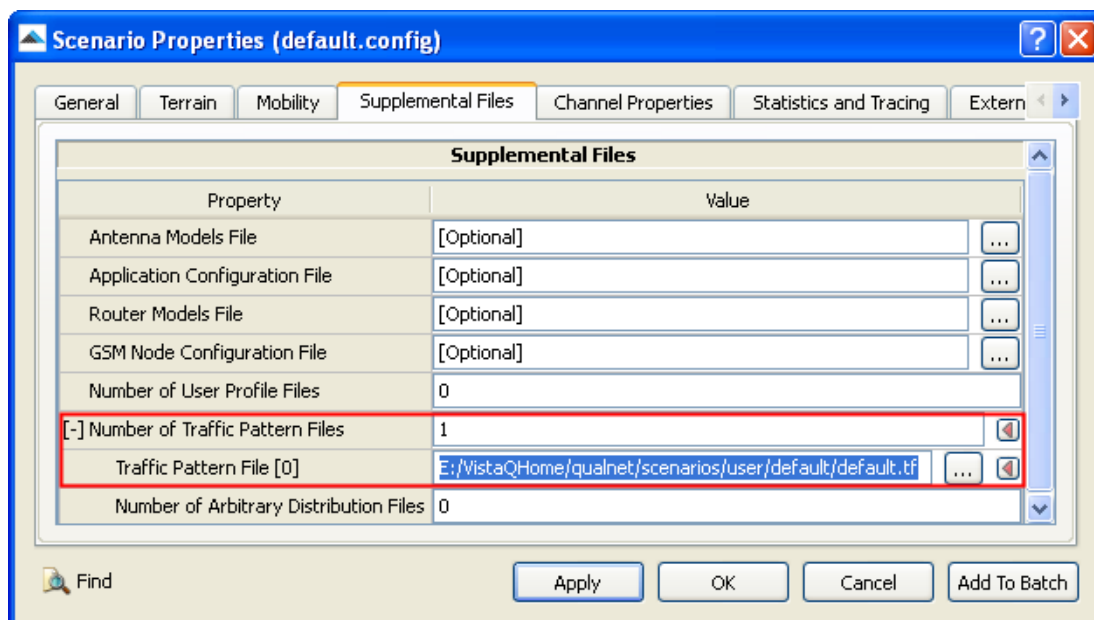 Scenario Properties (default.config)
General Terrain Mobility Supplemental Files Channel Properties Statistics and Tracing Extern
Supplemental Files
Property Value
Antenna Models File [Optional] ...
Application Configuration File [Optional] ...
Router Models File [Optional] ...
GSM Node Configuration File [Optional] ...
Number of User Profile Files 0
[-] Number of Traffic Pattern Files 1
Traffic Pattern File [0] E:/VistaQHome/qualnet/scenarios/user/default/default.tf ...
Number of Arbitrary Distribution Files 0
Find Apply OK Cancel Add To Batch